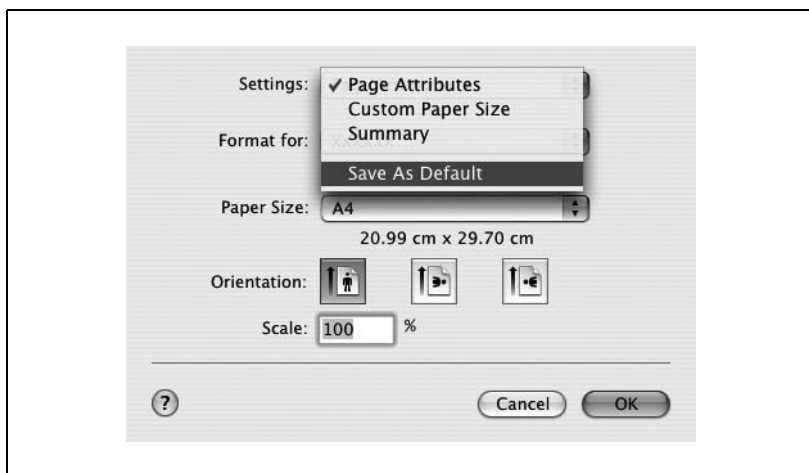 Settings: ✓ Page Attributes
Custom Paper Size
Summary
Format for:
Save As Default
Paper Size: A4
20.99 cm x 29.70 cm
Orientation:
Scale: 100 %
? Cancel OK